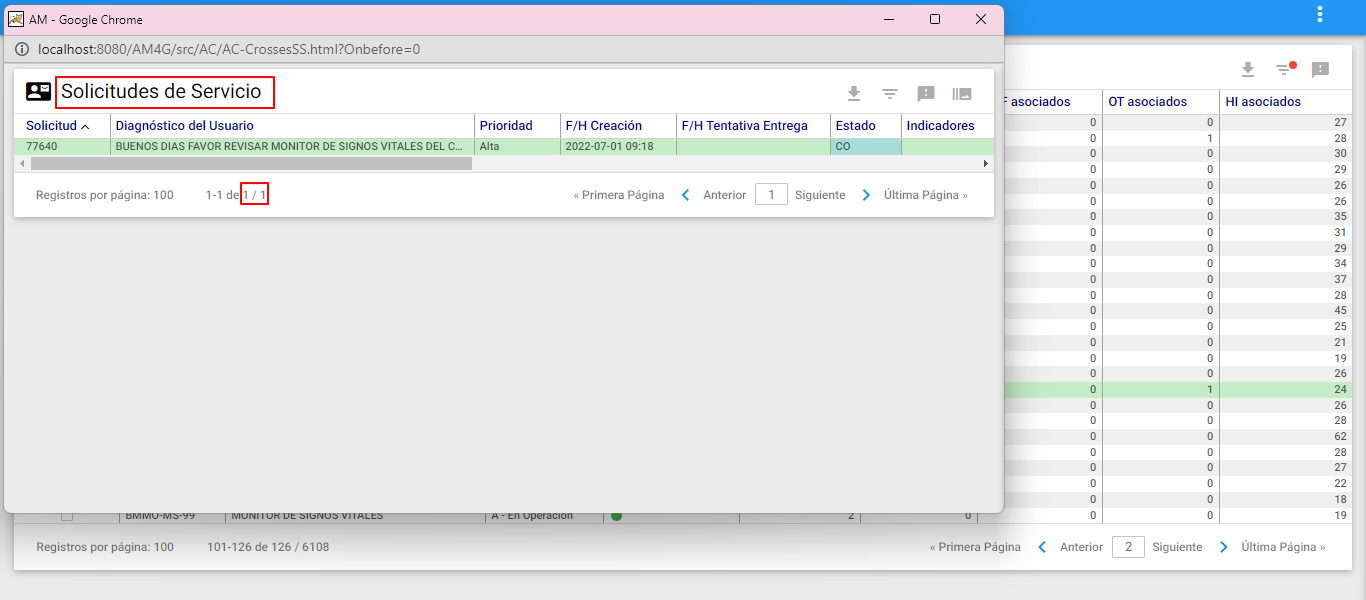 AM - Google Chrome
localhost:8080/AM4G/src/AC/AC-CrossesSS.html?Onbefore=0
Solicitudes de Servicio
Solicitud Diagnóstico del Usuario Prioridad F/H Creación F/H Tentativa Entrega Estado Indicadores
77640 BUENOS DIAS FAVOR REVISAR MONITOR DE SIGNOS VITALES DEL C... Alta 2022-07-01 09:18 CO
Registros por página: 100 1-1 de 1 / 1 « Primera Página Anterior 1 Siguiente Última Página »
asociados OT asociados HI asociados
0 0 27
0 1 28
0 0 30
0 0 29
0 0 26
0 0 26
0 0 35
0 0 31
0 0 29
0 0 34
0 0 37
0 0 28
0 0 45
0 0 25
0 0 21
0 0 19
0 0 26
0 1 24
0 0 26
0 0 28
0 0 62
0 0 28
0 0 27
0 0 22
0 0 18
BMMO-MS-99 MONITOR DE SIGNOS VITALES A - En Operacion 2 0 0 0 19
Registros por página: 100 101-126 de 126 / 6108 « Primera Página Anterior 2 Siguiente Última Página »